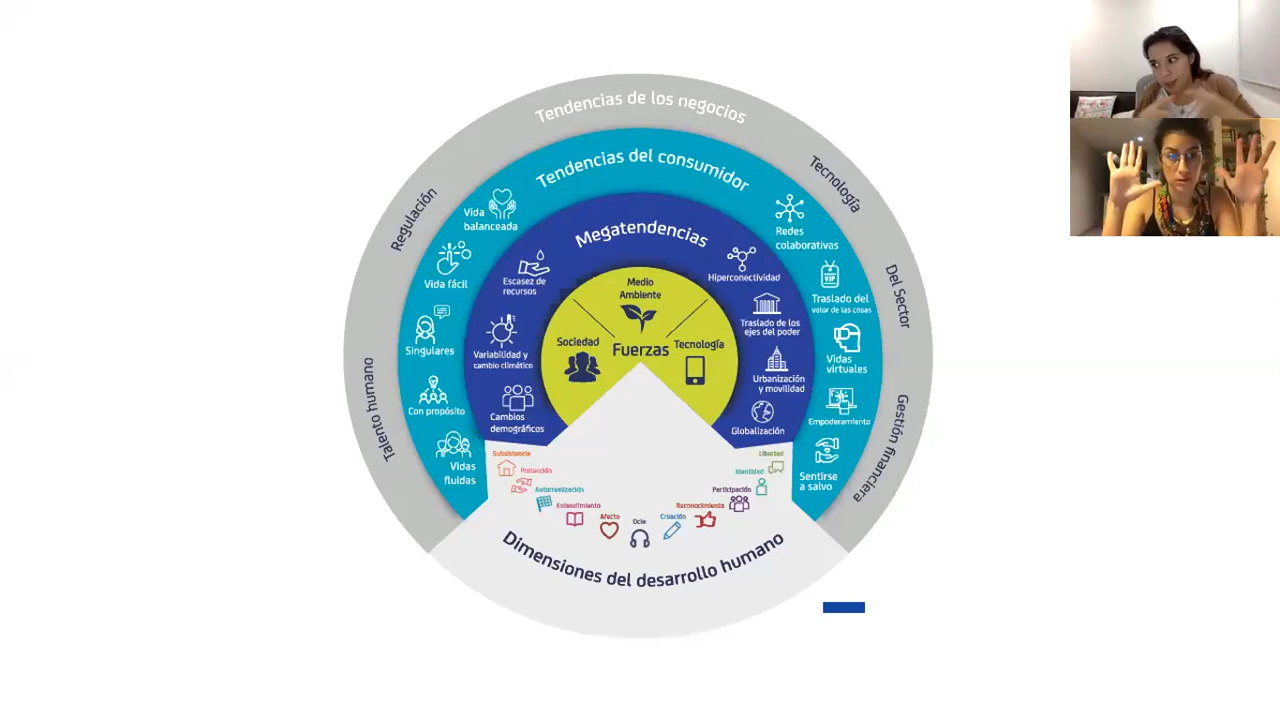 Tendencias de los negocios
Regulación
Talento humano
Tecnología
Del Sector
Gestión financiera
Tendencias del consumidor
Vida
balanceada
Vida fácil
Singulares
Con propósito
Vidas
fluidas
Redes
colaborativas
VIP
Traslado del
valor de las cosas
Vidas
virtuales
Empoderamiento
Sentirse
a salvo
Megatendencias
Escasez de
recursos
Variabilidad y
cambio climático
Cambios
demográficos
Hiperconectividad
Traslado de los
ejes del poder
Urbanización
y movilidad
Globalización
Medio
Ambiente
Sociedad
Fuerzas
Tecnología
Subsistencia
Protección
Automatización
Entendimiento
Afecto
Ocio
Creación
Reconocimiento
Participación
Identidad
Libertad
Dimensiones del desarrollo humano